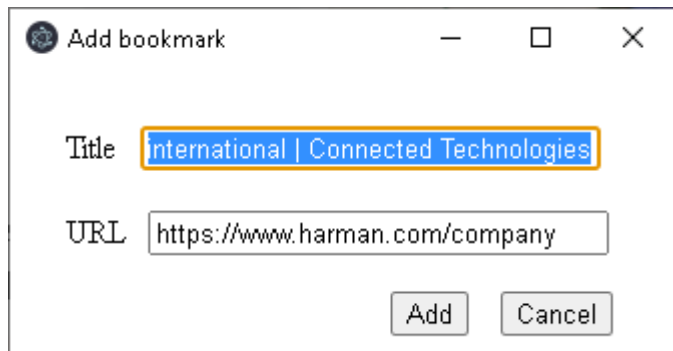 Add bookmark
Title international | Connected Technologies
URL https://www.harman.com/company
Add Cancel